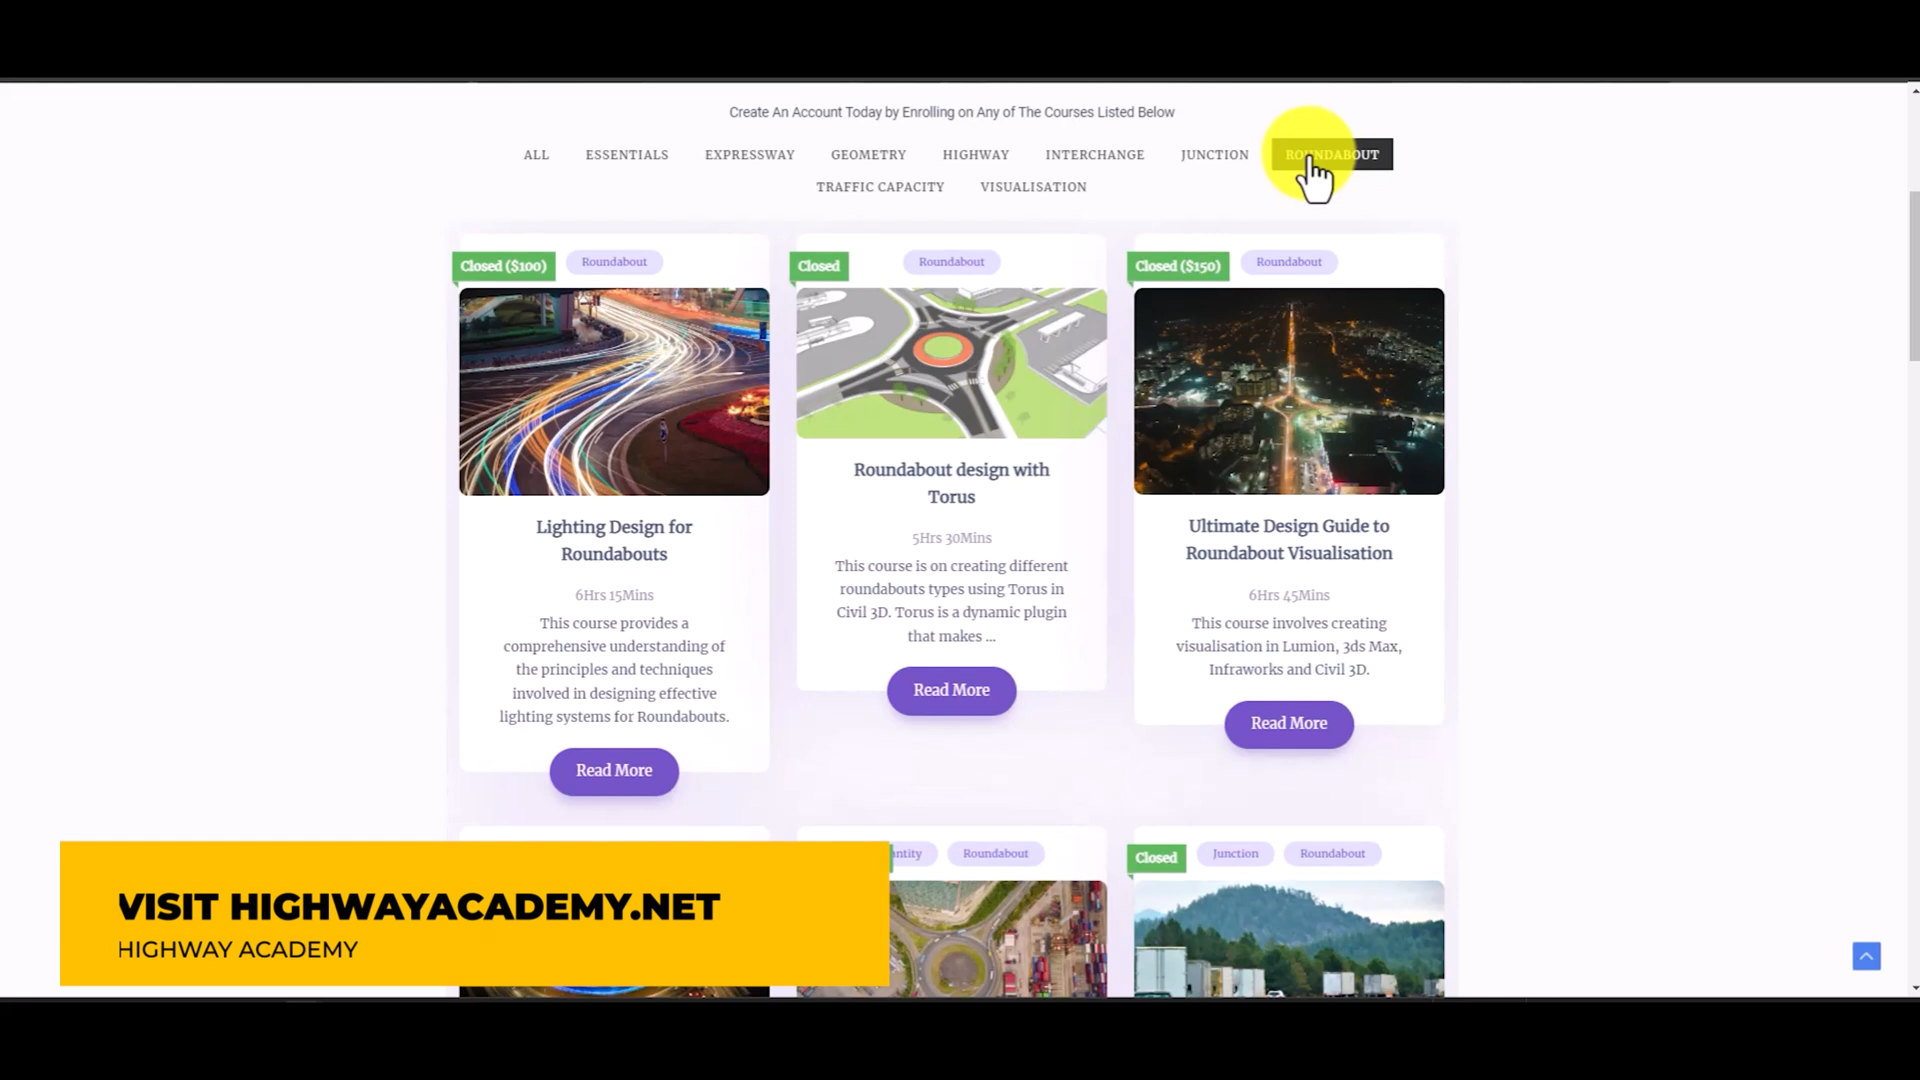 Create An Account Today by Enrolling on Any of The Courses Listed Below
ALL ESSENTIALS EXPRESSWAY GEOMETRY HIGHWAY INTERCHANGE JUNCTION ROUNDABOUT
TRAFFIC CAPACITY VISUALISATION
Closed ($100) Roundabout
Lighting Design for
Roundabouts
6Hrs 15Mins
This course provides a
comprehensive understanding of
the principles and techniques
involved in designing effective
lighting systems for Roundabouts.
Read More
Closed Roundabout
Roundabout design with
Torus
5Hrs 30Mins
This course is on creating different
roundabouts types using Torus in
Civil 3D. Torus is a dynamic plugin
that makes ...
Read More
Closed ($150) Roundabout
Ultimate Design Guide to
Roundabout Visualisation
6Hrs 45Mins
This course involves creating
visualisation in Lumion, 3ds Max,
Infraworks and Civil 3D.
Read More
Roundabout
Closed Junction Roundabout
VISIT HIGHWAYACADEMY.NET
HIGHWAY ACADEMY